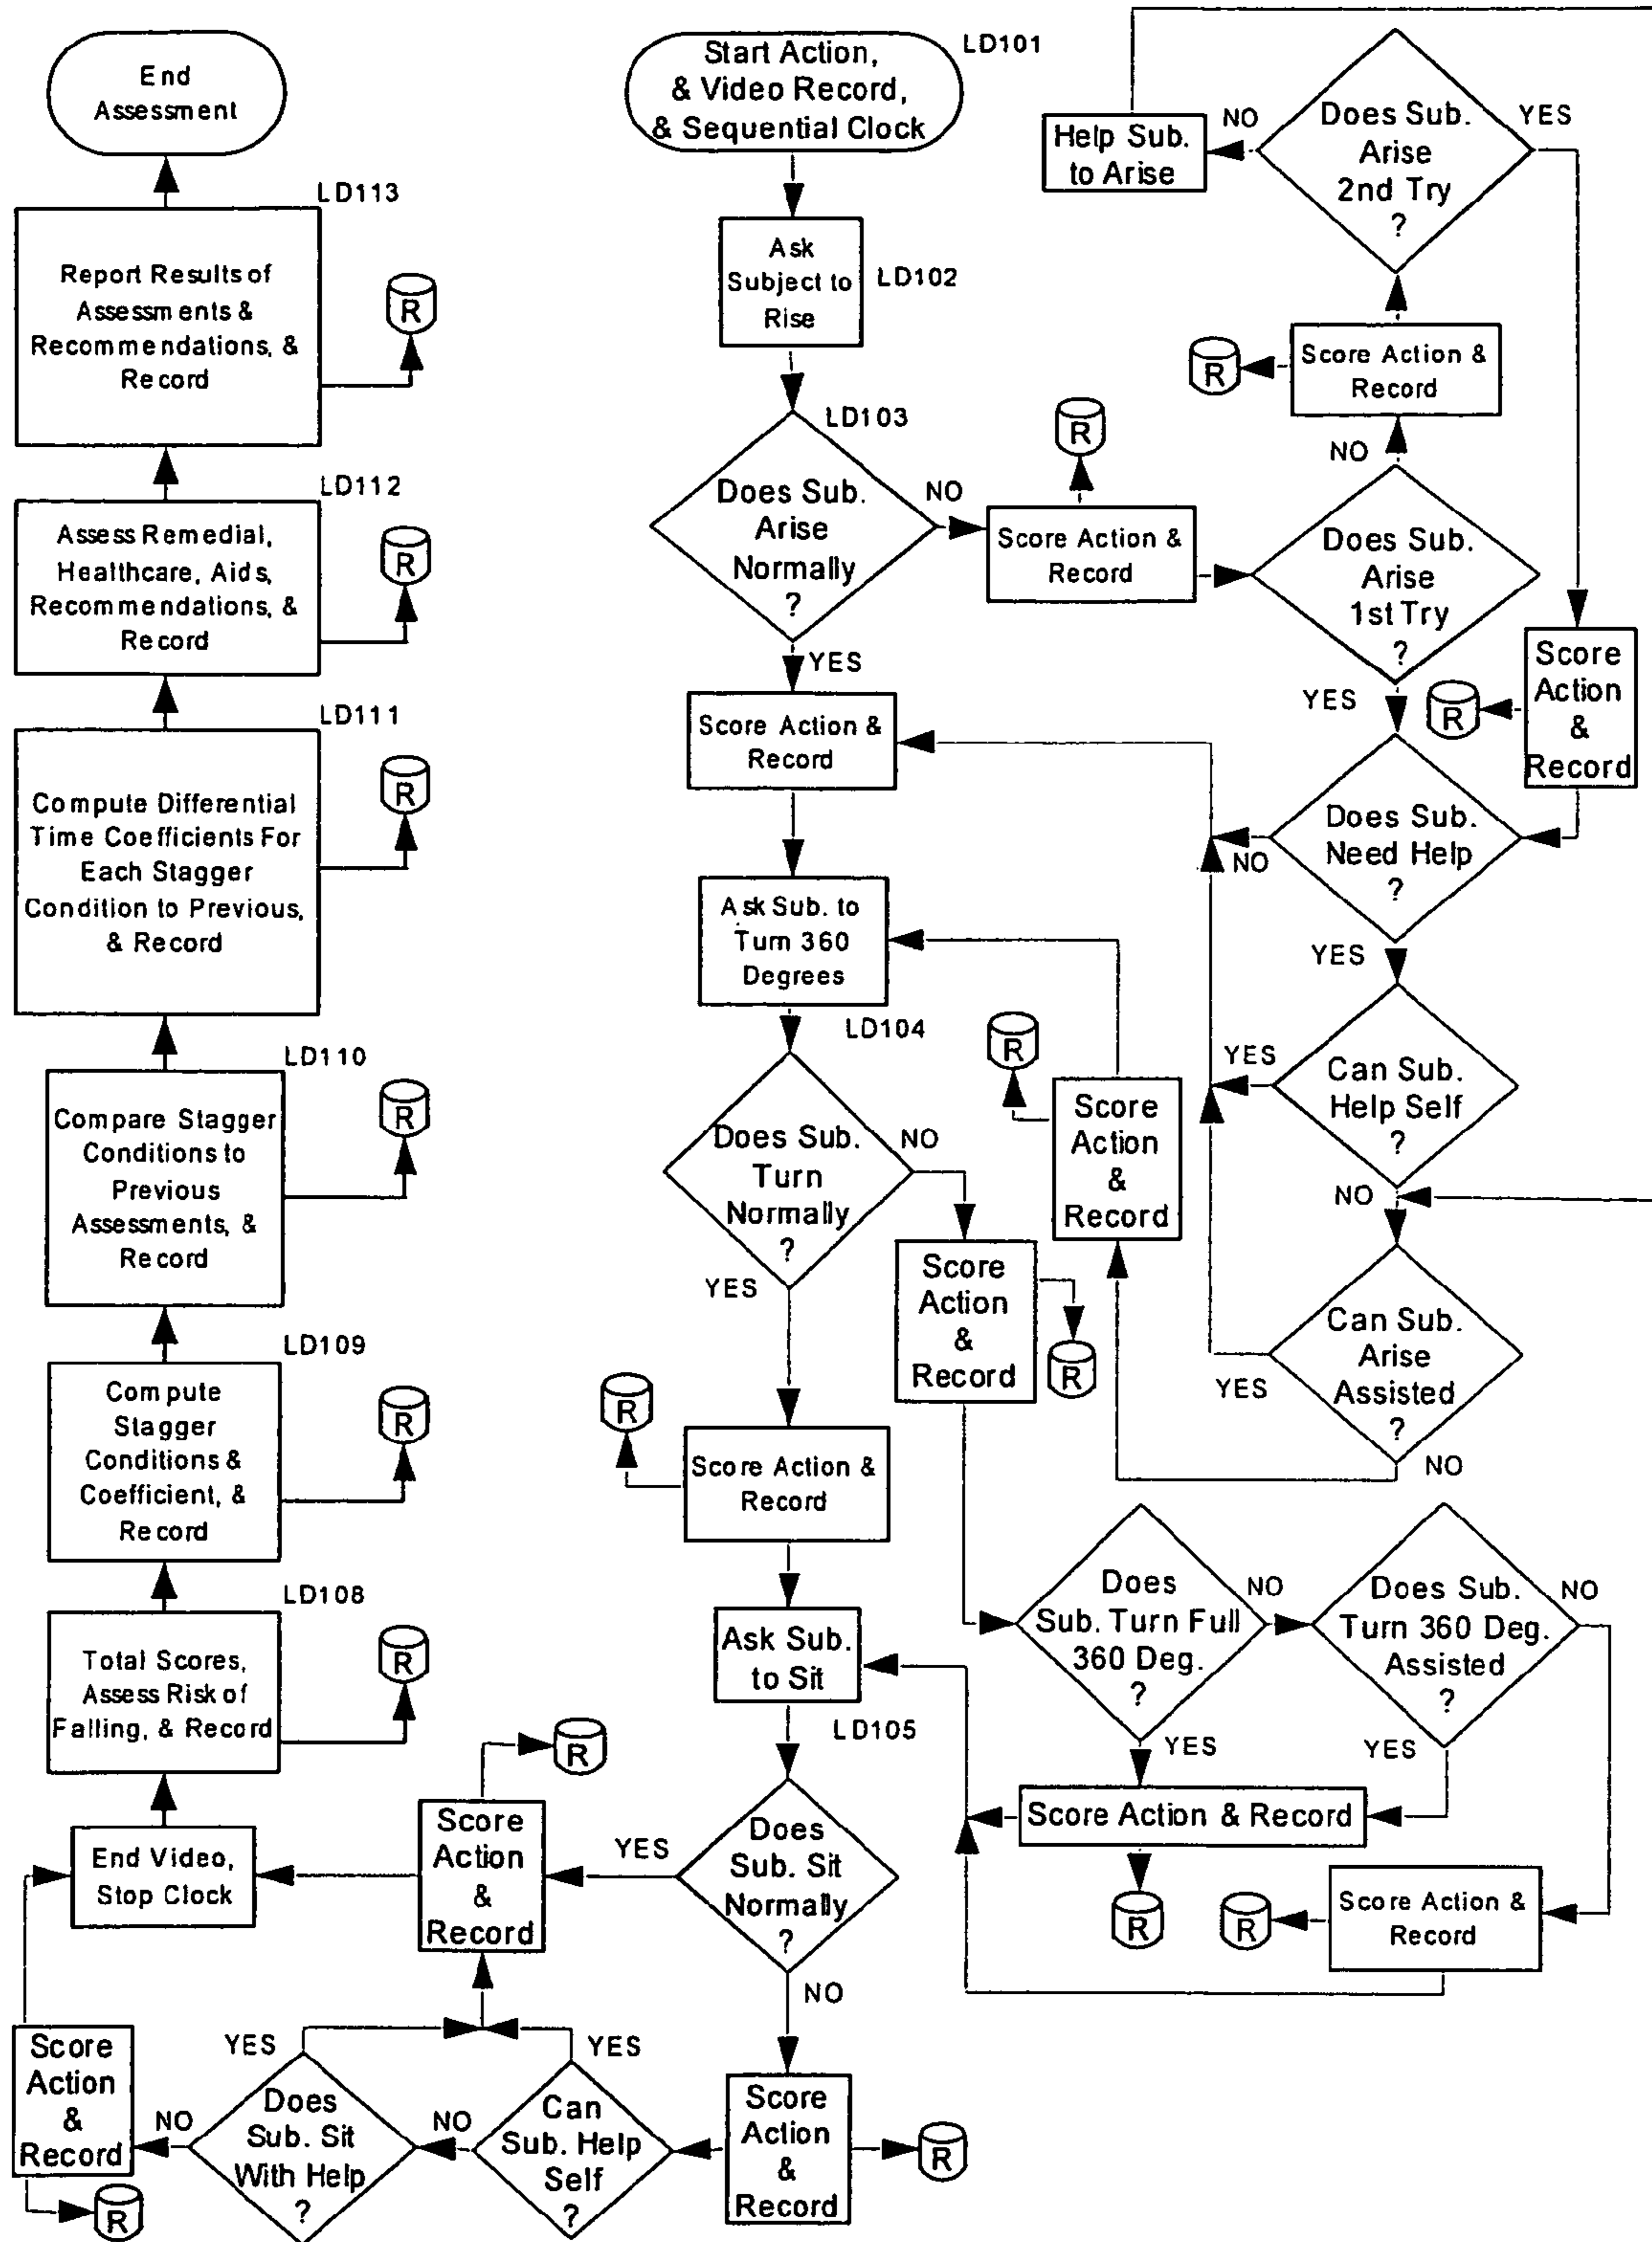 Start Action,
& Video Record,
& Sequential Clock
LD101
Ask
Subject to
Rise
LD102
LD103
Does Sub.
Arise
Normally
?
NO
YES
Score Action &
Record
R
Does Sub.
Arise
1st Try
?
NO
YES
Score Action &
Record
R
Does Sub.
Arise
2nd Try
?
NO
YES
Help Sub.
to Arise
Score
Action
&
Record
R
Does Sub.
Need Help
?
NO
YES
Can Sub.
Help Self
?
YES
NO
Can Sub.
Arise
Assisted
?
YES
NO
Score
Action
&
Record
R
Score Action &
Record
Ask Sub. to
Turn 360
Degrees
LD104
Does Sub.
Turn
Normally
?
NO
YES
Score
Action
&
Record
R
Score Action &
Record
R
Does
Sub. Turn Full
360 Deg.
?
NO
YES
Does Sub.
Turn 360 Deg.
Assisted
?
NO
YES
Score Action & Record
R
Score Action &
Record
R
Ask Sub.
to Sit
LD105
Does
Sub. Sit
Normally
?
YES
NO
Score
Action
&
Record
R
Score
Action
&
Record
R
Can
Sub. Help
Self
?
YES
NO
Does
Sub. Sit
With Help
?
YES
NO
Score
Action
&
Record
R
End Video,
Stop Clock
LD108
Total Scores,
Assess Risk of
Falling, & Record
R
LD109
Compute
Stagger
Conditions &
Coefficient, &
Record
R
LD110
Compare Stagger
Conditions to
Previous
Assessments, &
Record
R
LD111
Compute Differential
Time Coefficients For
Each Stagger
Condition to Previous,
& Record
R
LD112
Assess Remedial,
Healthcare, Aids,
Recommendations, &
Record
R
LD113
Report Results of
Assessments &
Recommendations, &
Record
R
End
Assessment